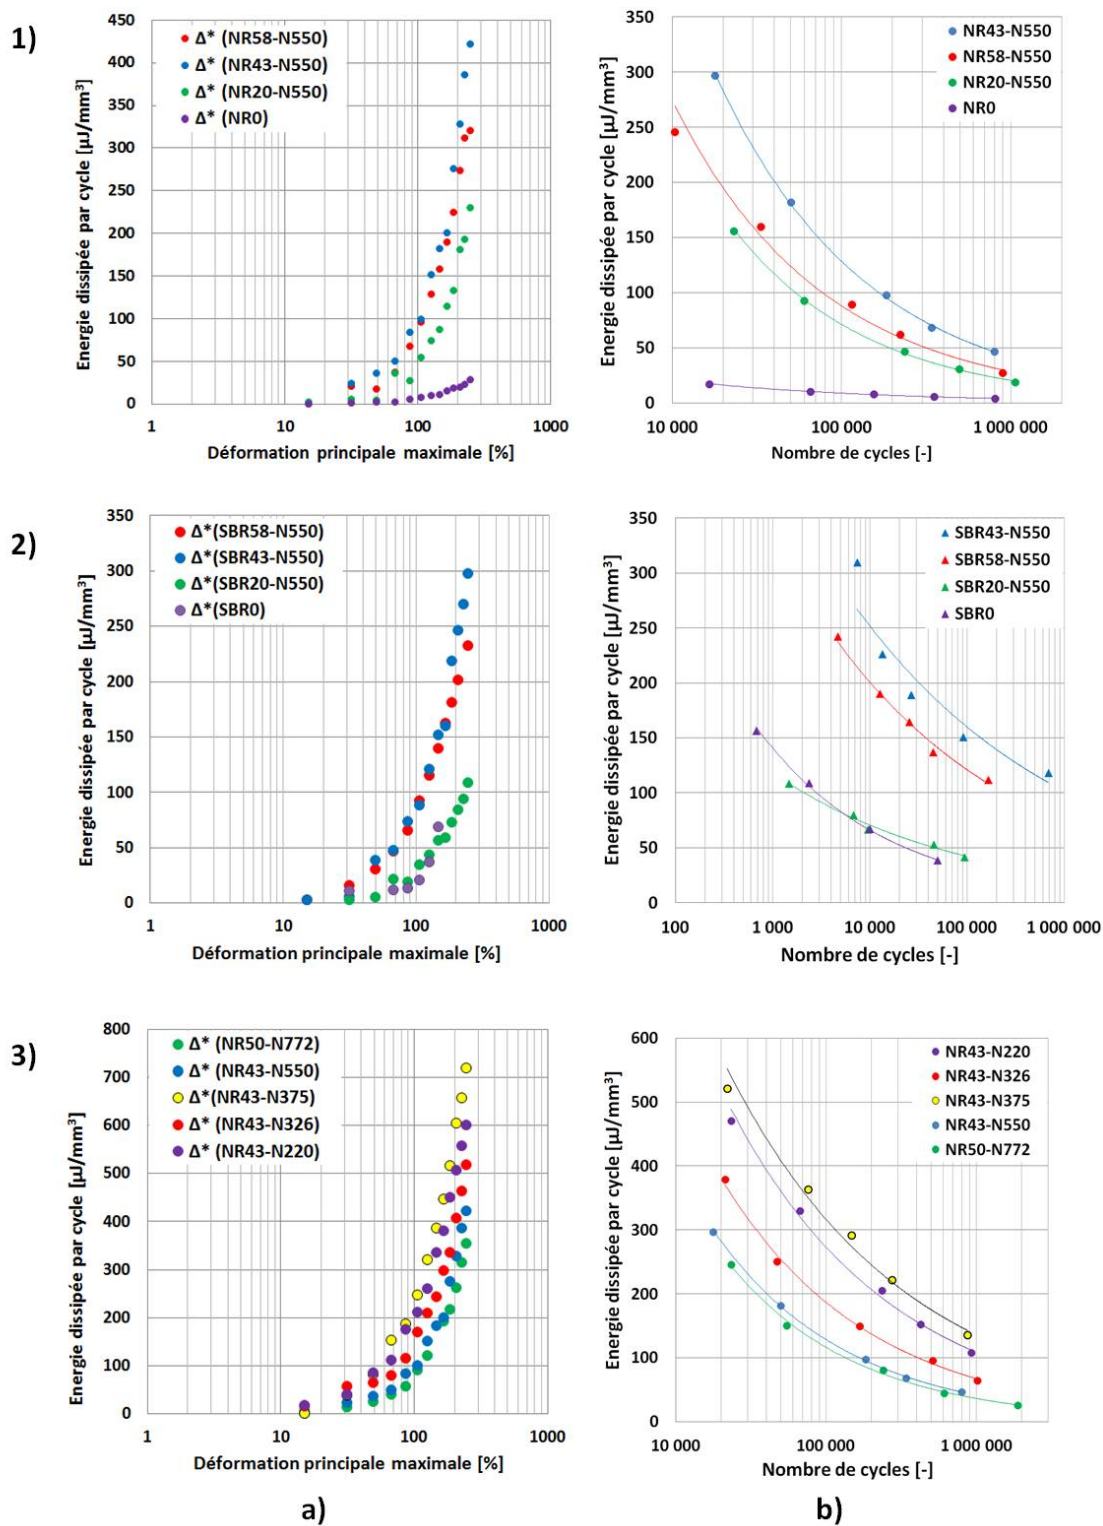 1)
450
400
350
300
250
200
150
100
50
0
Energie dissipée par cycle [µJ/mm³]
Δ* (NR58-N550)
Δ* (NR43-N550)
Δ* (NR20-N550)
Δ* (NR0)
1
10
100
1000
Déformation principale maximale [%]
350
300
250
200
150
100
50
0
Energie dissipée par cycle [µJ/mm³]
NR43-N550
NR58-N550
NR20-N550
NR0
10 000
100 000
1 000 000
Nombre de cycles [-]
2)
350
300
250
200
150
100
50
0
Energie dissipée par cycle [µJ/mm³]
Δ*(SBR58-N550)
Δ*(SBR43-N550)
Δ*(SBR20-N550)
Δ*(SBR0)
1
10
100
1000
Déformation principale maximale [%]
350
300
250
200
150
100
50
0
Energie dissipée par cycle [µJ/mm³]
SBR43-N550
SBR58-N550
SBR20-N550
SBR0
100
1 000
10 000
100 000
1 000 000
Nombre de cycles [-]
3)
800
700
600
500
400
300
200
100
0
Energie dissipée par cycle [µJ/mm³]
Δ* (NR50-N772)
Δ* (NR43-N550)
Δ*(NR43-N375)
Δ* (NR43-N326)
Δ* (NR43-N220)
1
10
100
1000
Déformation principale maximale [%]
600
500
400
300
200
100
0
Energie dissipée par cycle [µJ/mm³]
NR43-N220
NR43-N326
NR43-N375
NR43-N550
NR50-N772
10 000
100 000
1 000 000
Nombre de cycles [-]
a)
b)